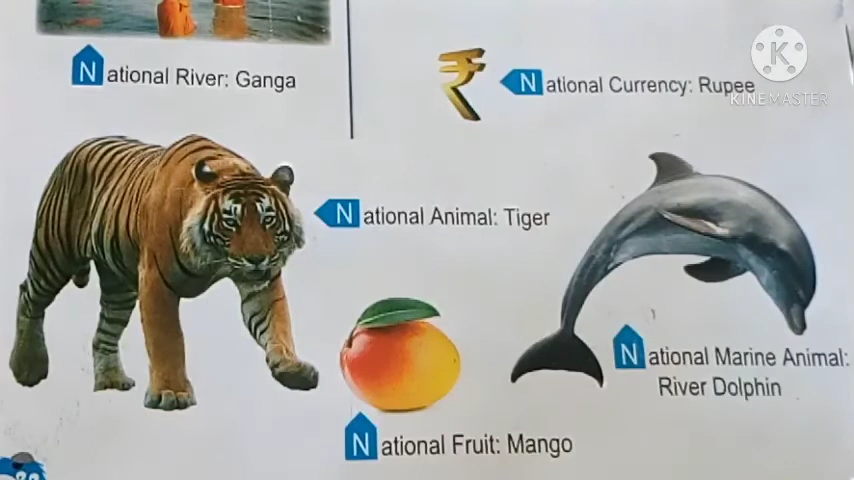 National River: Ganga
₹
National Currency: Rupee
K
KINEMASTER
National Animal: Tiger
National Marine Animal:
River Dolphin
National Fruit: Mango